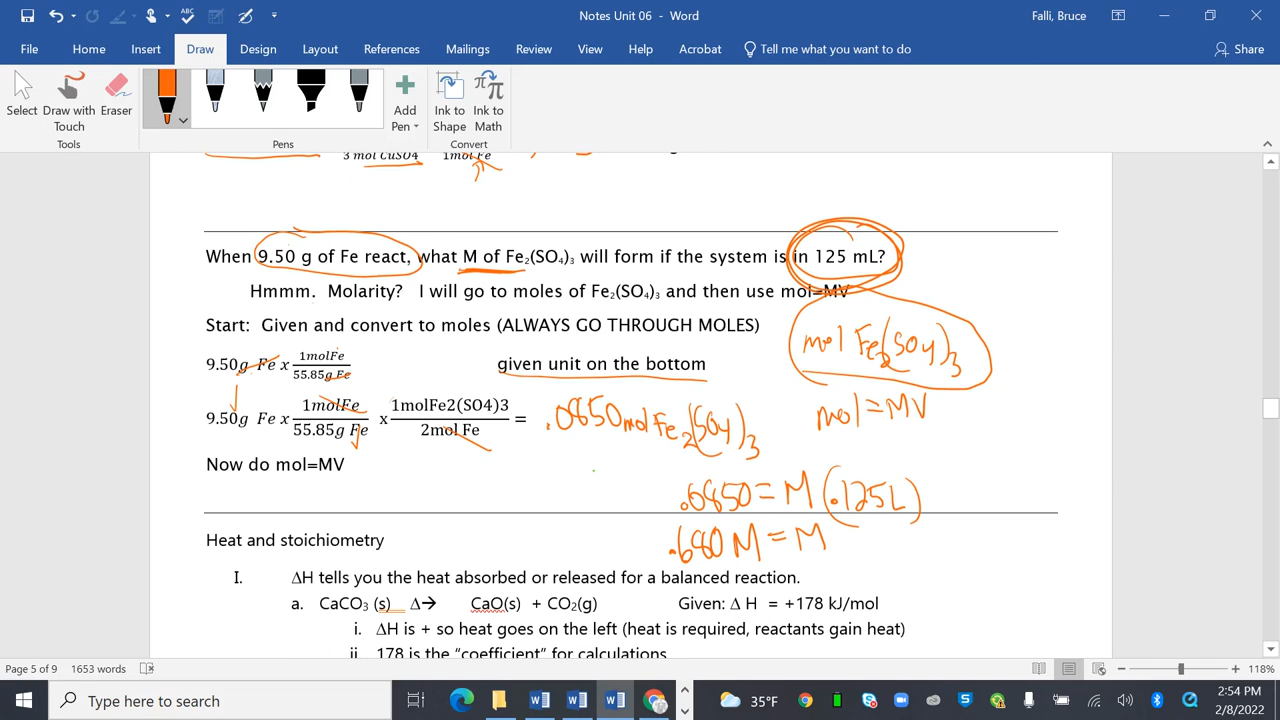 Notes Unit 06 - Word
Falli, Bruce
File Home Insert Draw Design Layout References Mailings Review View Help Acrobat Tell me what you want to do Share
Select Draw with Touch Eraser Add Pen Ink to Shape Ink to Math
Tools Pens Convert
3 mol CuSO4 1mol Fe
When 9.50 g of Fe react, what M of Fe₂(SO₄)₃ will form if the system is in 125 mL?
Hmmm. Molarity? I will go to moles of Fe₂(SO₄)₃ and then use mol=MV
Start: Given and convert to moles (ALWAYS GO THROUGH MOLES)
mol Fe₂(SO4)₃
9.50g Fe x 1molFe / 55.85g Fe given unit on the bottom
9.50g Fe x 1molFe / 55.85g Fe x 1molFe2(SO4)3 / 2mol Fe = .0850 mol Fe₂(SO4)₃
mol = MV
Now do mol=MV
.0850 = M (.125L)
.680 M = M
Heat and stoichiometry
I. ΔH tells you the heat absorbed or released for a balanced reaction.
a. CaCO₃ (s) Δ→ CaO(s) + CO₂(g) Given: Δ H = +178 kJ/mol
i. ΔH is + so heat goes on the left (heat is required, reactants gain heat)
ii. 178 is the “coefficient” for calculations.
Page 5 of 9 1653 words 118%
Type here to search
35°F
2:54 PM
2/8/2022